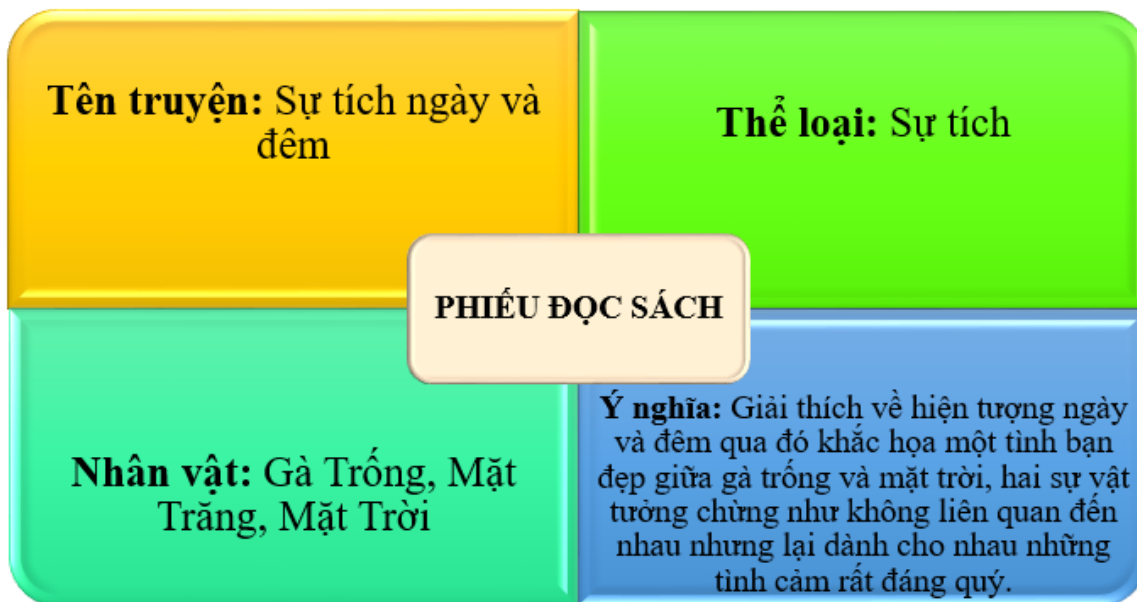 Tên truyện: Sự tích ngày và
đêm
Thể loại: Sự tích
PHIẾU ĐỌC SÁCH
Nhân vật: Gà Trống, Mặt
Trăng, Mặt Trời
Ý nghĩa: Giải thích về hiện tượng ngày
và đêm qua đó khắc họa một tình bạn
đẹp giữa gà trống và mặt trời, hai sự vật
tưởng chừng như không liên quan đến
nhau nhưng lại dành cho nhau những
tình cảm rất đáng quý.